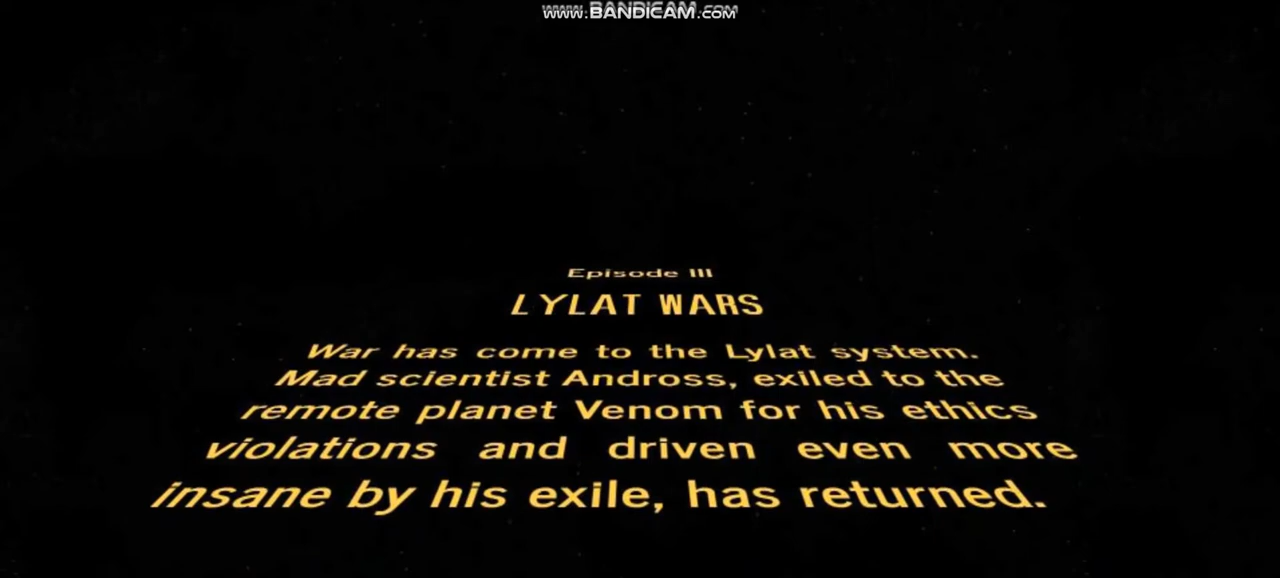 www.BANDICAM.com
Episode III
LYLAT WARS
War has come to the Lylat system.
Mad scientist Andross, exiled to the
remote planet Venom for his ethics
violations and driven even more
insane by his exile, has returned.